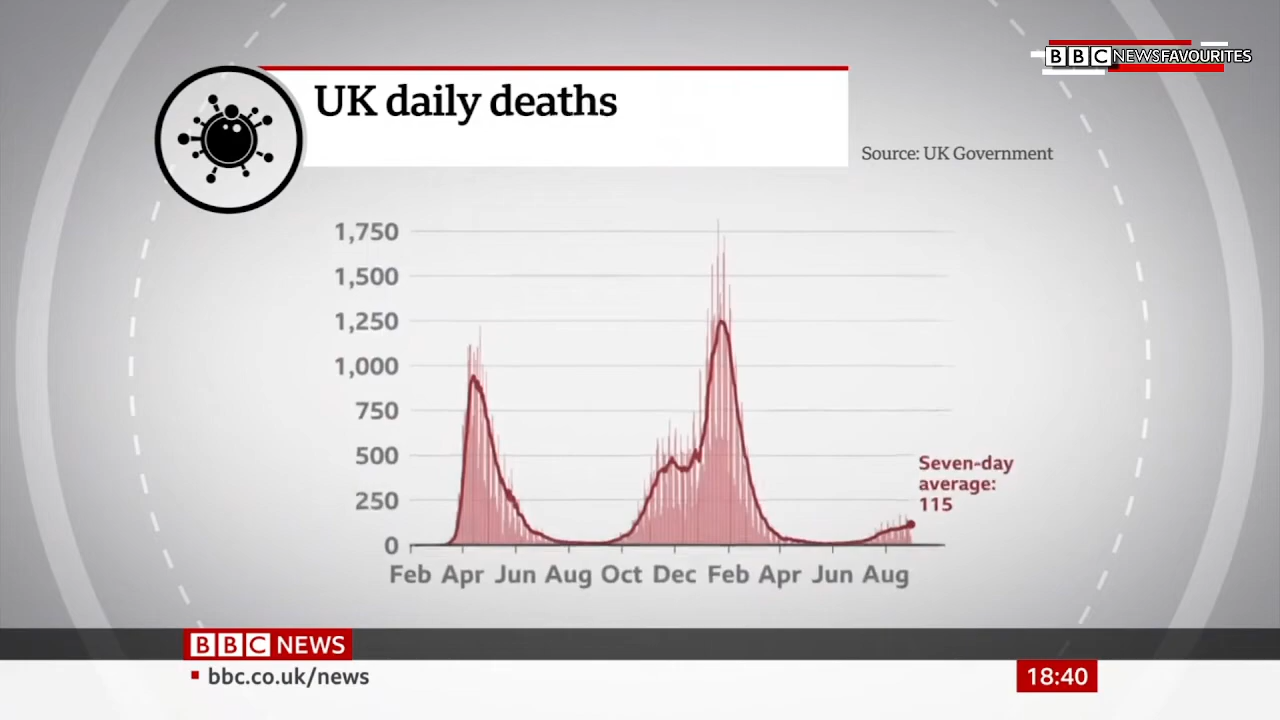 BBC NEWS FAVOURITES
UK daily deaths
Source: UK Government
1,750
1,500
1,250
1,000
750
500
250
0
Seven-day
average:
115
Feb Apr Jun Aug Oct Dec Feb Apr Jun Aug
BBC NEWS
bbc.co.uk/news
18:40